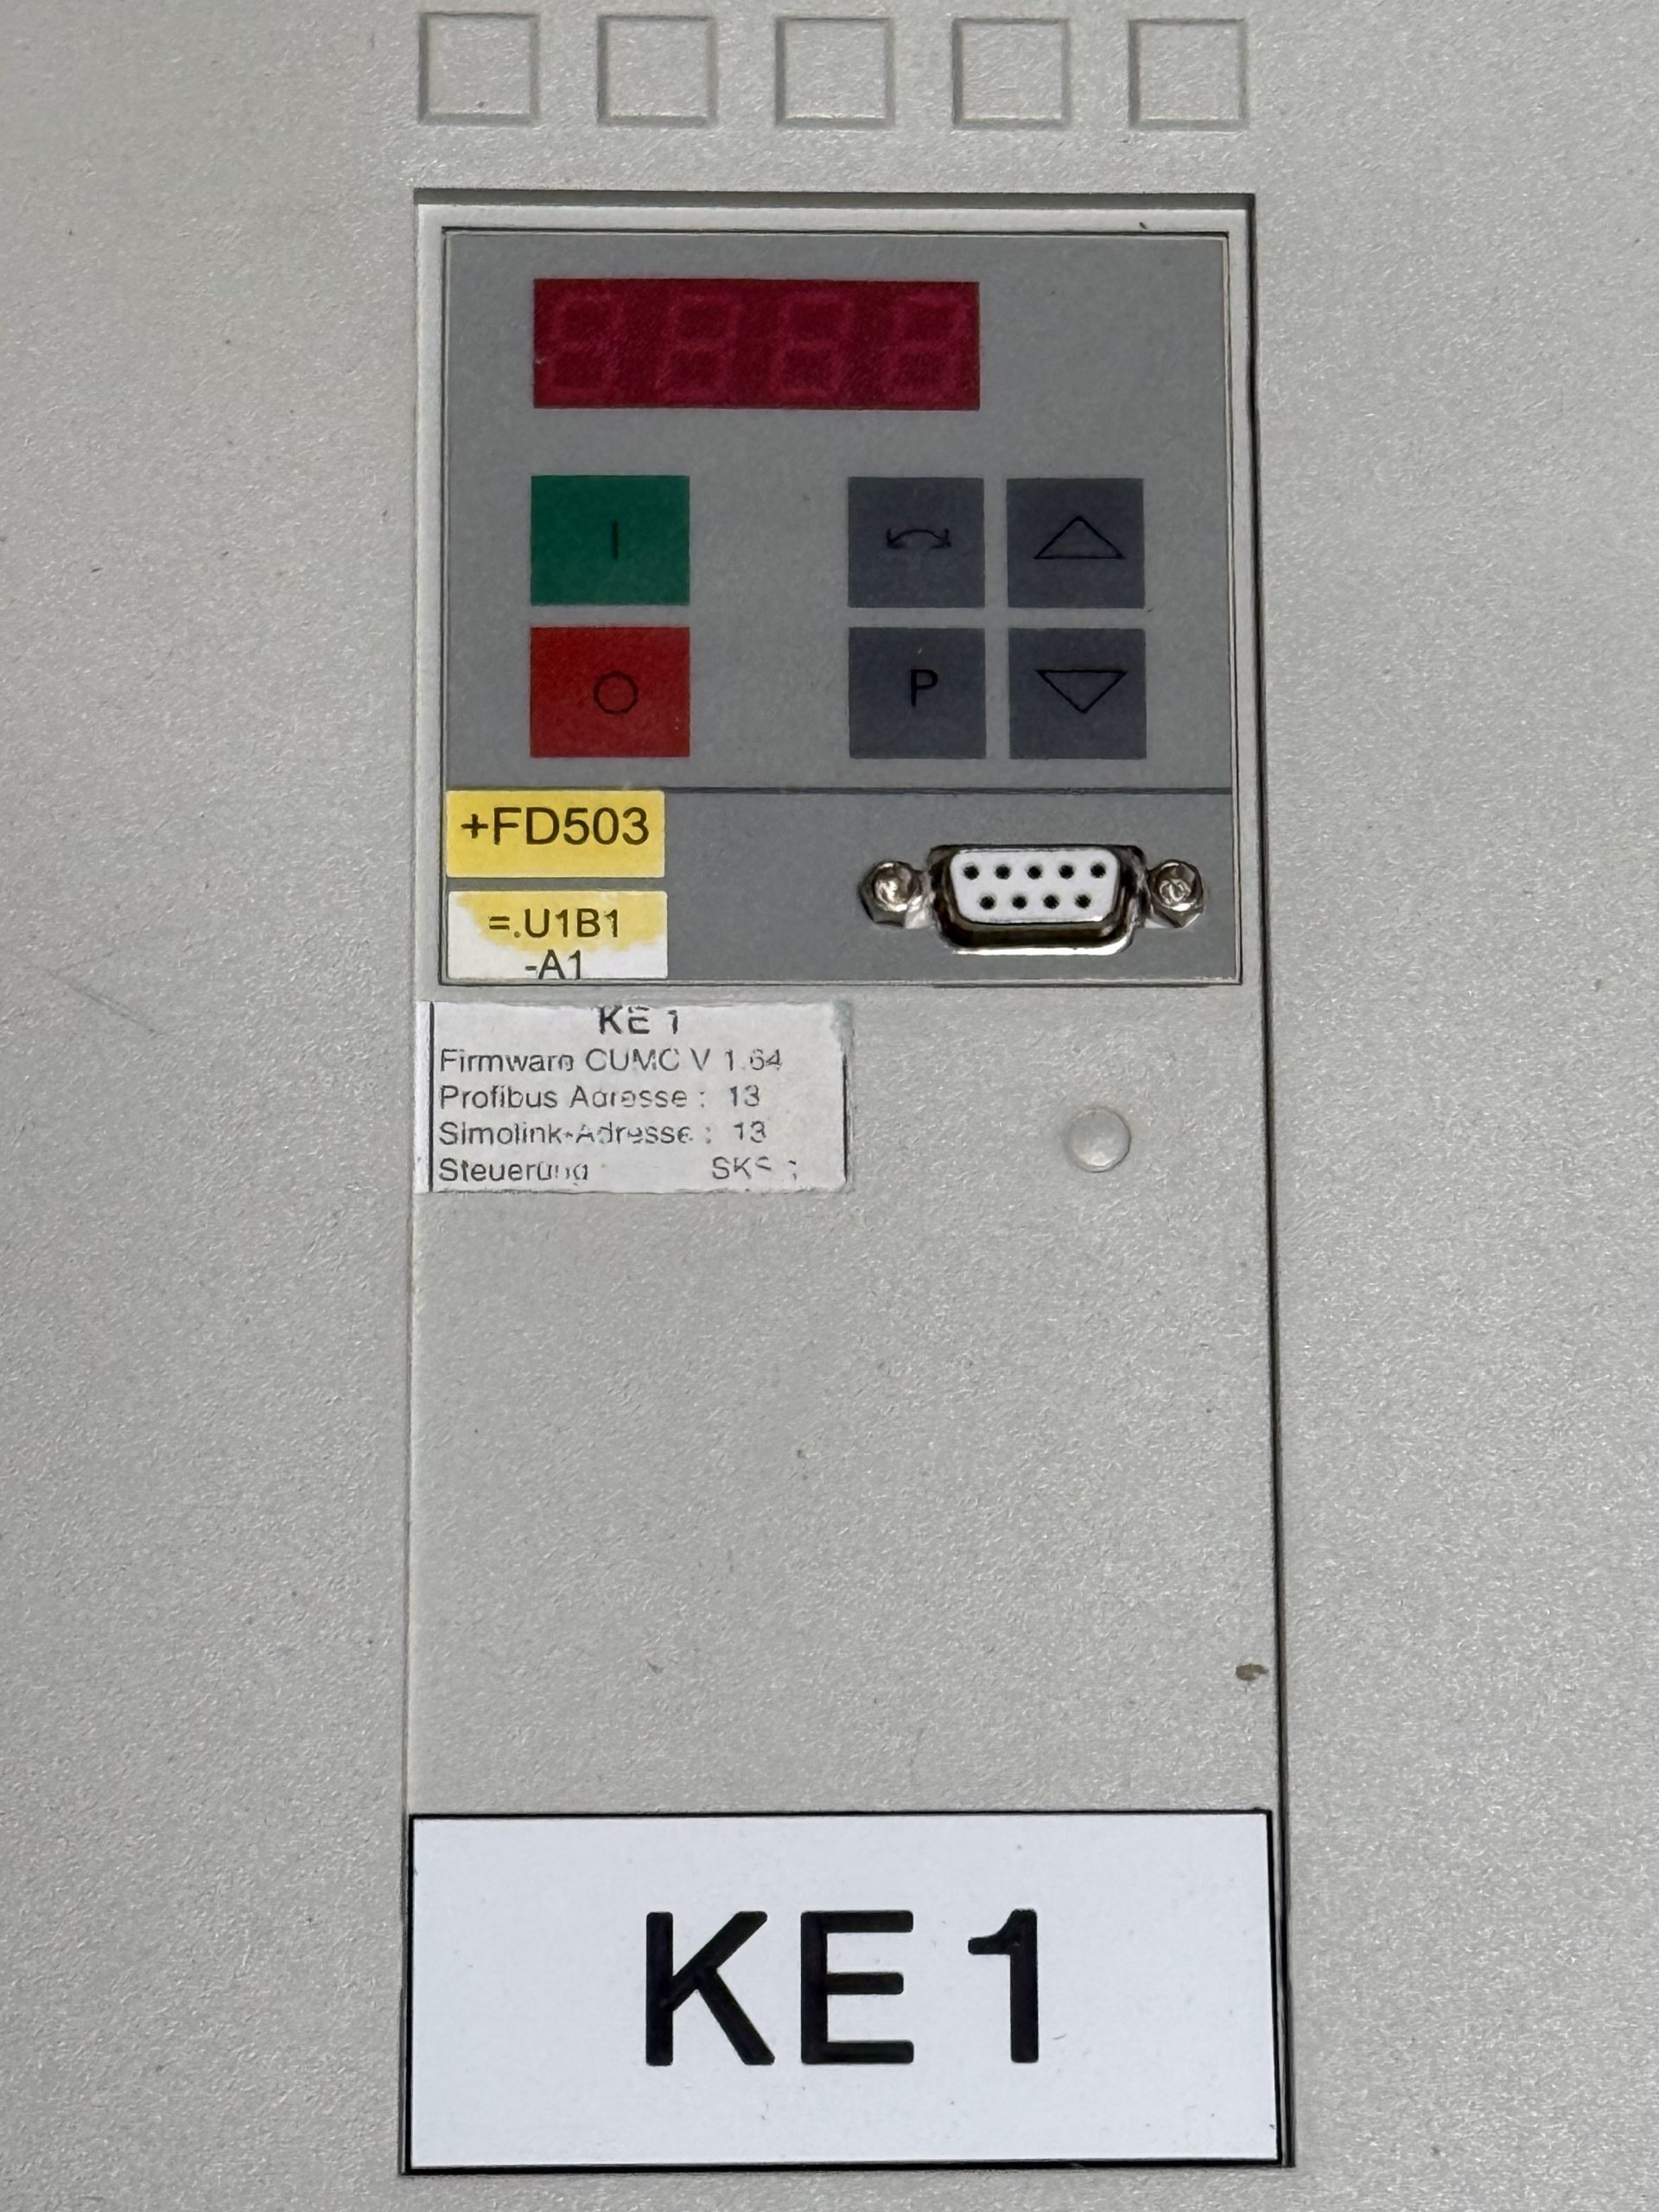 I
P
+FD503
=.U1B1
-A1
KE 1
Firmware CUMC V 1.64
Profibus Adresse : 13
Simolink-Adresse : 13
Steuerung
KE 1